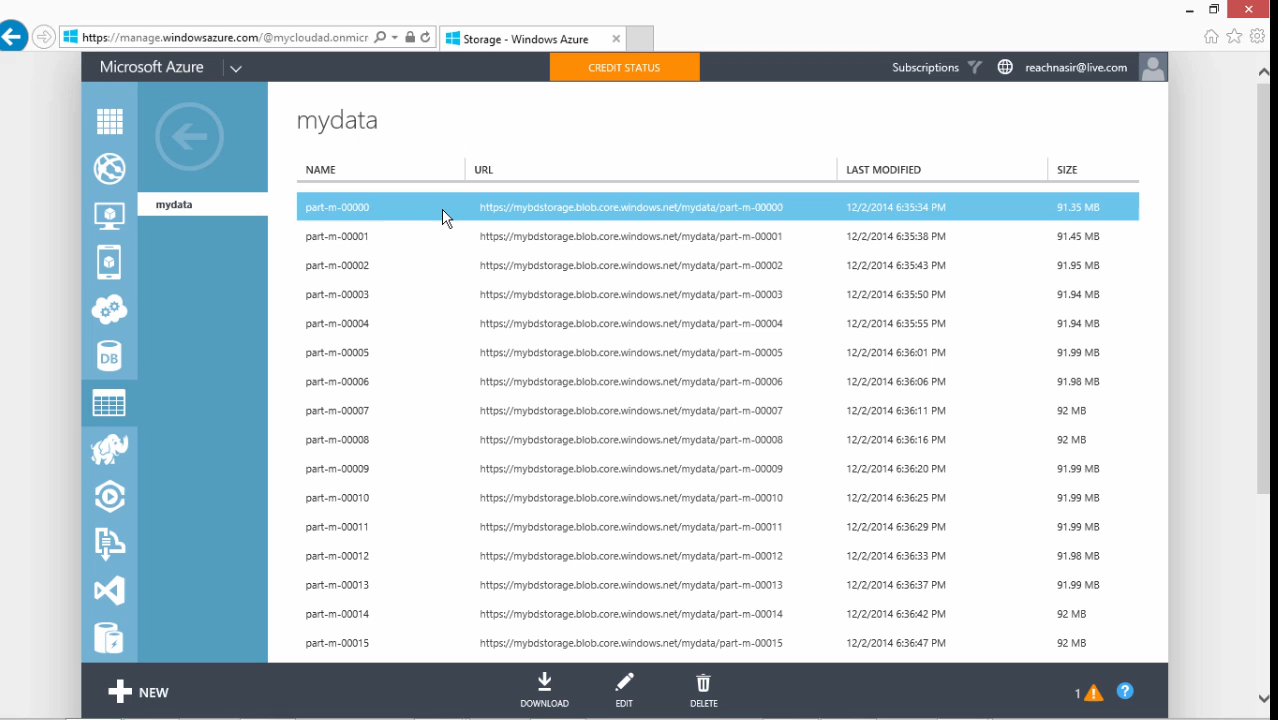 https://manage.windowsazure.com/@mycloudad.onmicr
Storage - Windows Azure
Microsoft Azure
CREDIT STATUS
Subscriptions
reachnasir@live.com
mydata
mydata
NAME URL LAST MODIFIED SIZE
part-m-00000 https://mybdstorage.blob.core.windows.net/mydata/part-m-00000 12/2/2014 6:35:34 PM 91.35 MB
part-m-00001 https://mybdstorage.blob.core.windows.net/mydata/part-m-00001 12/2/2014 6:35:38 PM 91.45 MB
part-m-00002 https://mybdstorage.blob.core.windows.net/mydata/part-m-00002 12/2/2014 6:35:43 PM 91.95 MB
part-m-00003 https://mybdstorage.blob.core.windows.net/mydata/part-m-00003 12/2/2014 6:35:50 PM 91.94 MB
part-m-00004 https://mybdstorage.blob.core.windows.net/mydata/part-m-00004 12/2/2014 6:35:55 PM 91.94 MB
part-m-00005 https://mybdstorage.blob.core.windows.net/mydata/part-m-00005 12/2/2014 6:36:01 PM 91.99 MB
part-m-00006 https://mybdstorage.blob.core.windows.net/mydata/part-m-00006 12/2/2014 6:36:06 PM 91.98 MB
part-m-00007 https://mybdstorage.blob.core.windows.net/mydata/part-m-00007 12/2/2014 6:36:11 PM 92 MB
part-m-00008 https://mybdstorage.blob.core.windows.net/mydata/part-m-00008 12/2/2014 6:36:16 PM 92 MB
part-m-00009 https://mybdstorage.blob.core.windows.net/mydata/part-m-00009 12/2/2014 6:36:20 PM 91.99 MB
part-m-00010 https://mybdstorage.blob.core.windows.net/mydata/part-m-00010 12/2/2014 6:36:25 PM 91.99 MB
part-m-00011 https://mybdstorage.blob.core.windows.net/mydata/part-m-00011 12/2/2014 6:36:29 PM 91.99 MB
part-m-00012 https://mybdstorage.blob.core.windows.net/mydata/part-m-00012 12/2/2014 6:36:33 PM 91.98 MB
part-m-00013 https://mybdstorage.blob.core.windows.net/mydata/part-m-00013 12/2/2014 6:36:37 PM 91.99 MB
part-m-00014 https://mybdstorage.blob.core.windows.net/mydata/part-m-00014 12/2/2014 6:36:42 PM 92 MB
part-m-00015 https://mybdstorage.blob.core.windows.net/mydata/part-m-00015 12/2/2014 6:36:47 PM 92 MB
DB
NEW
DOWNLOAD
EDIT
DELETE
1
?